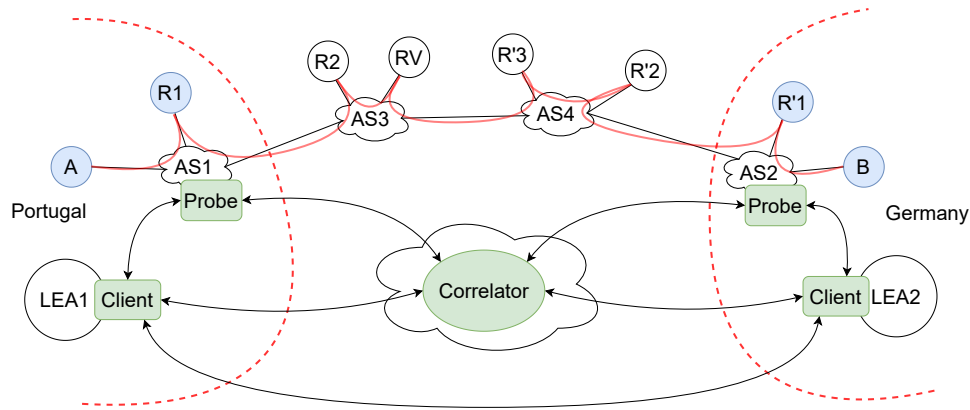 R2
RV
R'3
R'2
R1
R'1
AS3
AS4
A
AS1
AS2
B
Probe
Probe
Portugal
Germany
LEA1
Client
Correlator
Client
LEA2